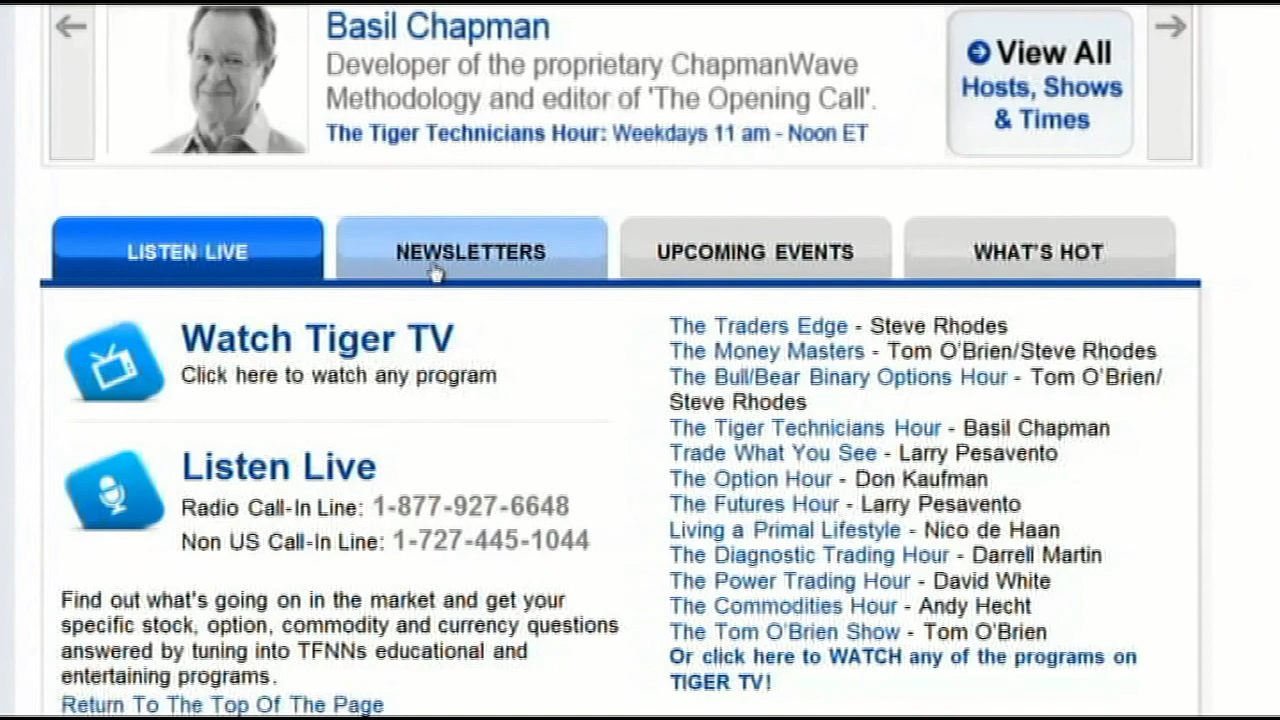 Basil Chapman
Developer of the proprietary ChapmanWave
Methodology and editor of 'The Opening Call'.
The Tiger Technicians Hour: Weekdays 11 am - Noon ET
View All
Hosts, Shows
& Times
LISTEN LIVE
NEWSLETTERS
UPCOMING EVENTS
WHAT'S HOT
Watch Tiger TV
Click here to watch any program
Listen Live
Radio Call-In Line: 1-877-927-6648
Non US Call-In Line: 1-727-445-1044
Find out what's going on in the market and get your
specific stock, option, commodity and currency questions
answered by tuning into TFNNs educational and
entertaining programs.
Return To The Top Of The Page
The Traders Edge - Steve Rhodes
The Money Masters - Tom O'Brien/Steve Rhodes
The Bull/Bear Binary Options Hour - Tom O'Brien/
Steve Rhodes
The Tiger Technicians Hour - Basil Chapman
Trade What You See - Larry Pesavento
The Option Hour - Don Kaufman
The Futures Hour - Larry Pesavento
Living a Primal Lifestyle - Nico de Haan
The Diagnostic Trading Hour - Darrell Martin
The Power Trading Hour - David White
The Commodities Hour - Andy Hecht
The Tom O'Brien Show - Tom O'Brien
Or click here to WATCH any of the programs on
TIGER TV!